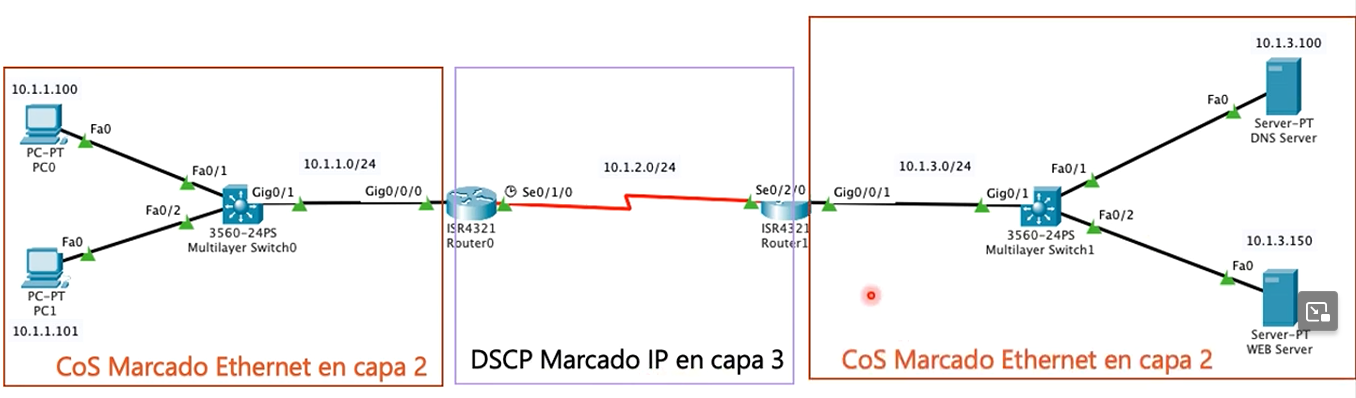 10.1.1.100
Fa0
PC-PT
PC0
Fa0/1
Fa0/2
Gig0/1
10.1.1.0/24
Gig0/0/0
3560-24PS
Multilayer Switch0
Fa0
PC-PT
PC1
10.1.1.101
CoS Marcado Ethernet en capa 2
ISR4321
Router0
Se0/1/0
10.1.2.0/24
Se0/2/0
ISR4321
Router1
DSCP Marcado IP en capa 3
Gig0/0/1
10.1.3.0/24
Gig0/1
3560-24PS
Multilayer Switch1
Fa0/1
Fa0/2
10.1.3.100
Fa0
Server-PT
DNS Server
10.1.3.150
Fa0
Server-PT
WEB Server
CoS Marcado Ethernet en capa 2